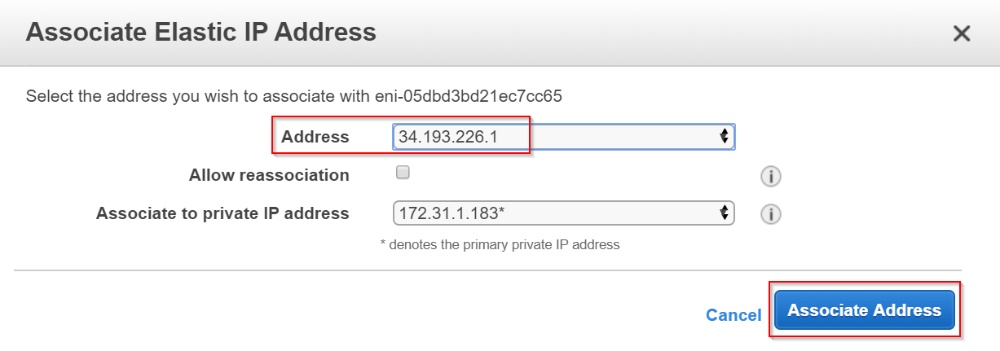 Associate Elastic IP Address
Select the address you wish to associate with eni-05dbd3bd21ec7cc65
Address 34.193.226.1
Allow reassociation
Associate to private IP address 172.31.1.183*
* denotes the primary private IP address
Cancel Associate Address